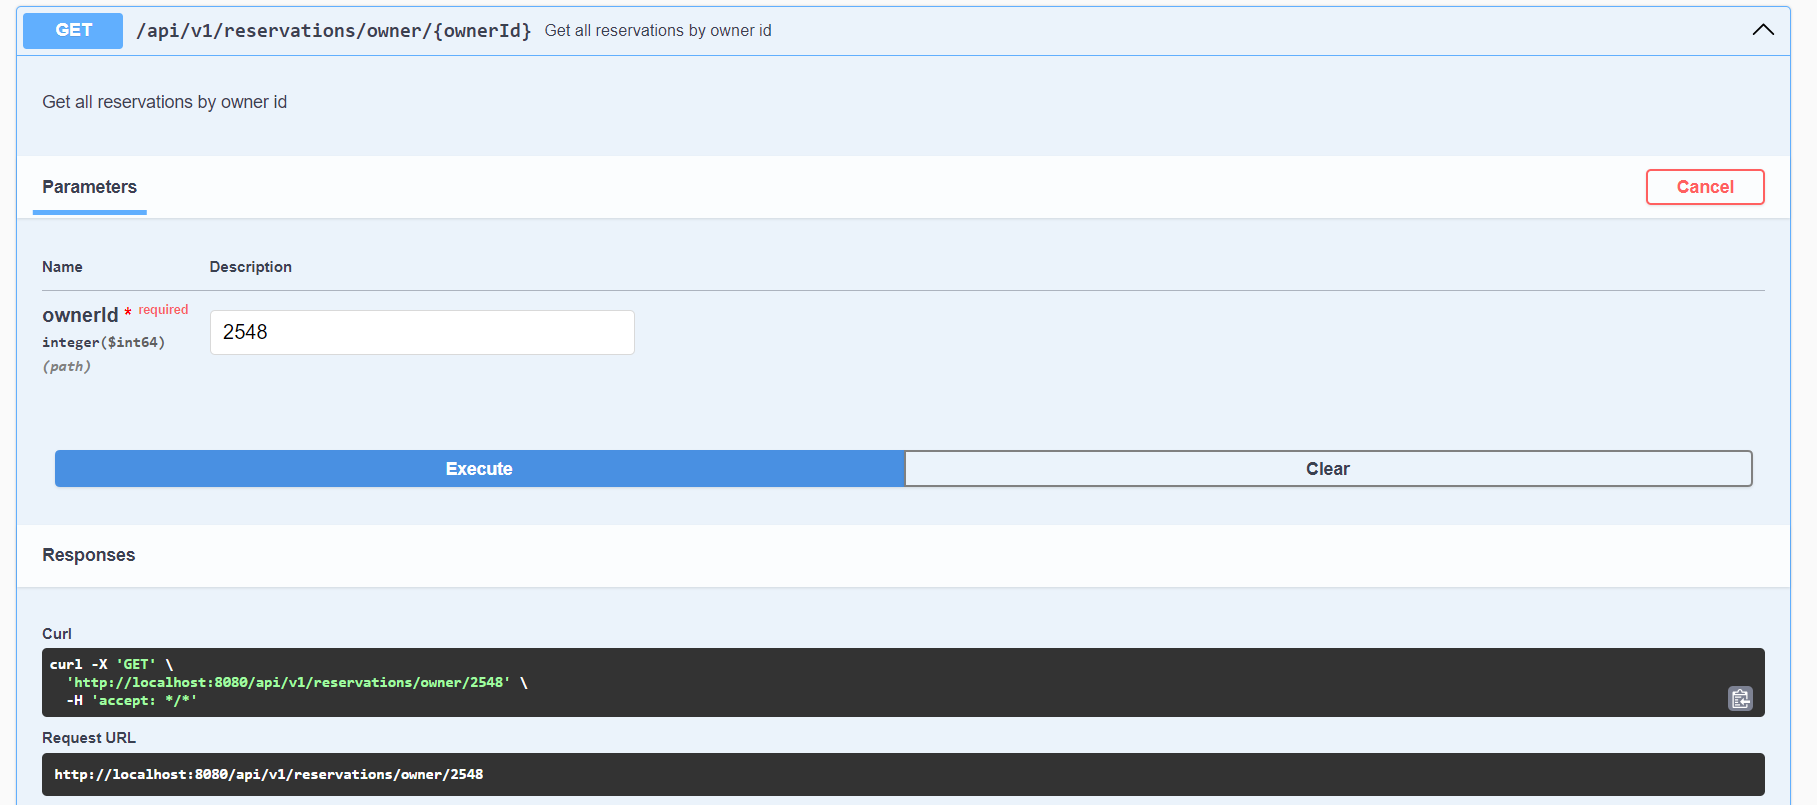 GET /api/v1/reservations/owner/{ownerId} Get all reservations by owner id
Get all reservations by owner id
Parameters
Cancel
Name Description
ownerId * required
integer($int64)
(path)
2548
Execute
Clear
Responses
Curl
curl -X 'GET' \
  'http://localhost:8080/api/v1/reservations/owner/2548' \
  -H 'accept: */*'
Request URL
http://localhost:8080/api/v1/reservations/owner/2548